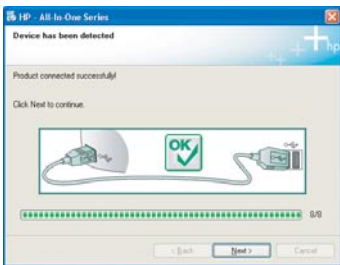 HP - All-In-One Series
Device has been detected
hp
Product connected successfully!
Click Next to continue.
OK
8/8
< Back
Next >
Cancel